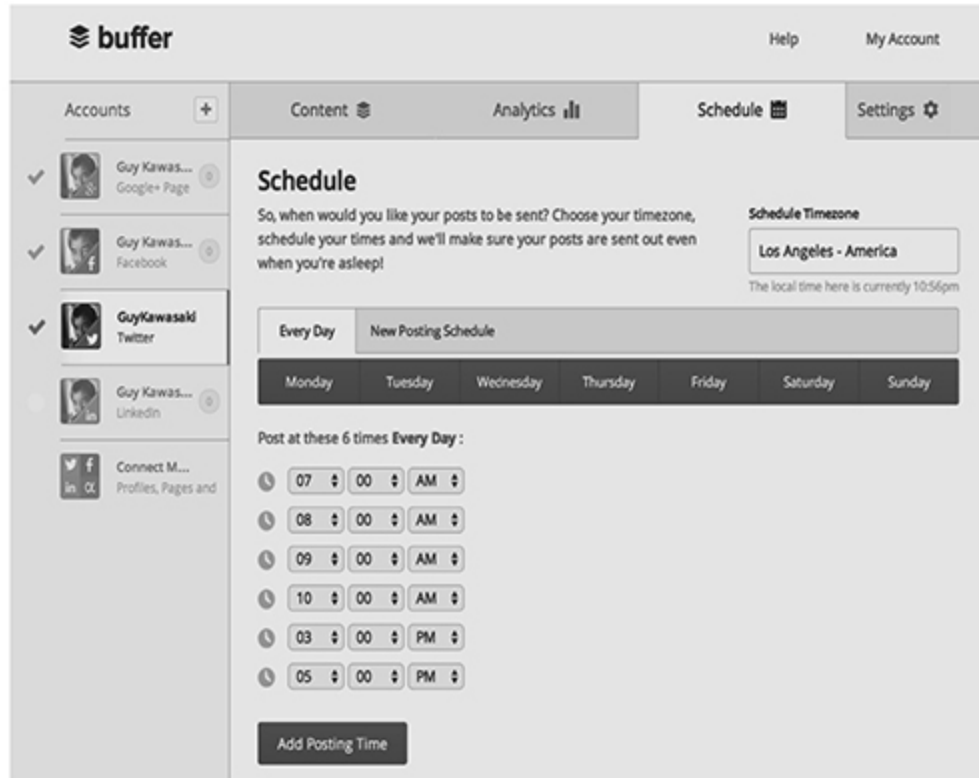 buffer
Help
My Account
Accounts +
Content
Analytics
Schedule
Settings
Guy Kawas...
Google+ Page
0
Guy Kawas...
Facebook
0
GuyKawasaki
Twitter
Guy Kawas...
LinkedIn
0
Connect M...
Profiles, Pages and
Schedule
So, when would you like your posts to be sent? Choose your timezone,
schedule your times and we'll make sure your posts are sent out even
when you're asleep!
Schedule Timezone
Los Angeles - America
The local time here is currently 10:56pm
Every Day
New Posting Schedule
Monday Tuesday Wednesday Thursday Friday Saturday Sunday
Post at these 6 times Every Day :
07 00 AM
08 00 AM
09 00 AM
10 00 AM
03 00 PM
05 00 PM
Add Posting Time